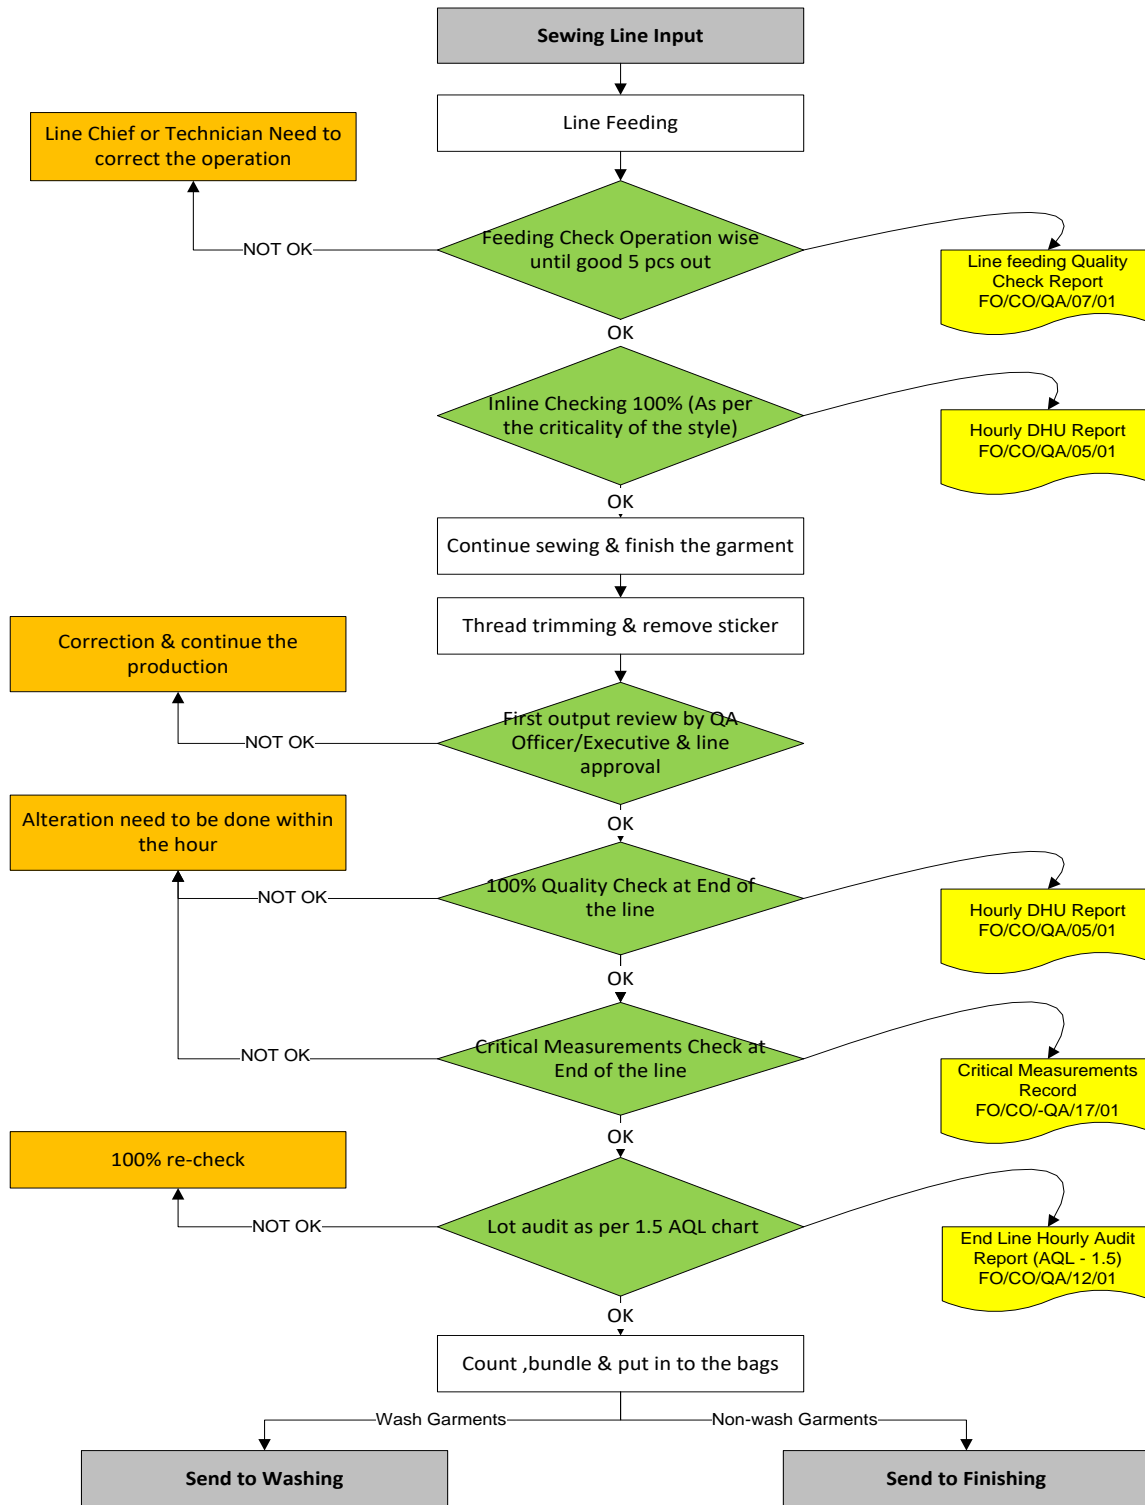 Sewing Line Input
Line Feeding
Line Chief or Technician Need to
correct the operation
NOT OK
Feeding Check Operation wise
until good 5 pcs out
Line feeding Quality
Check Report
FO/CO/QA/07/01
OK
Inline Checking 100% (As per
the criticality of the style)
Hourly DHU Report
FO/CO/QA/05/01
OK
Continue sewing & finish the garment
Thread trimming & remove sticker
Correction & continue the
production
NOT OK
First output review by QA
Officer/Executive & line
approval
OK
Alteration need to be done within
the hour
NOT OK
100% Quality Check at End of
the line
Hourly DHU Report
FO/CO/QA/05/01
OK
NOT OK
Critical Measurements Check at
End of the line
Critical Measurements
Record
FO/CO/-QA/17/01
OK
100% re-check
NOT OK
Lot audit as per 1.5 AQL chart
End Line Hourly Audit
Report (AQL - 1.5)
FO/CO/QA/12/01
OK
Count ,bundle & put in to the bags
Wash Garments
Non-wash Garments
Send to Washing
Send to Finishing